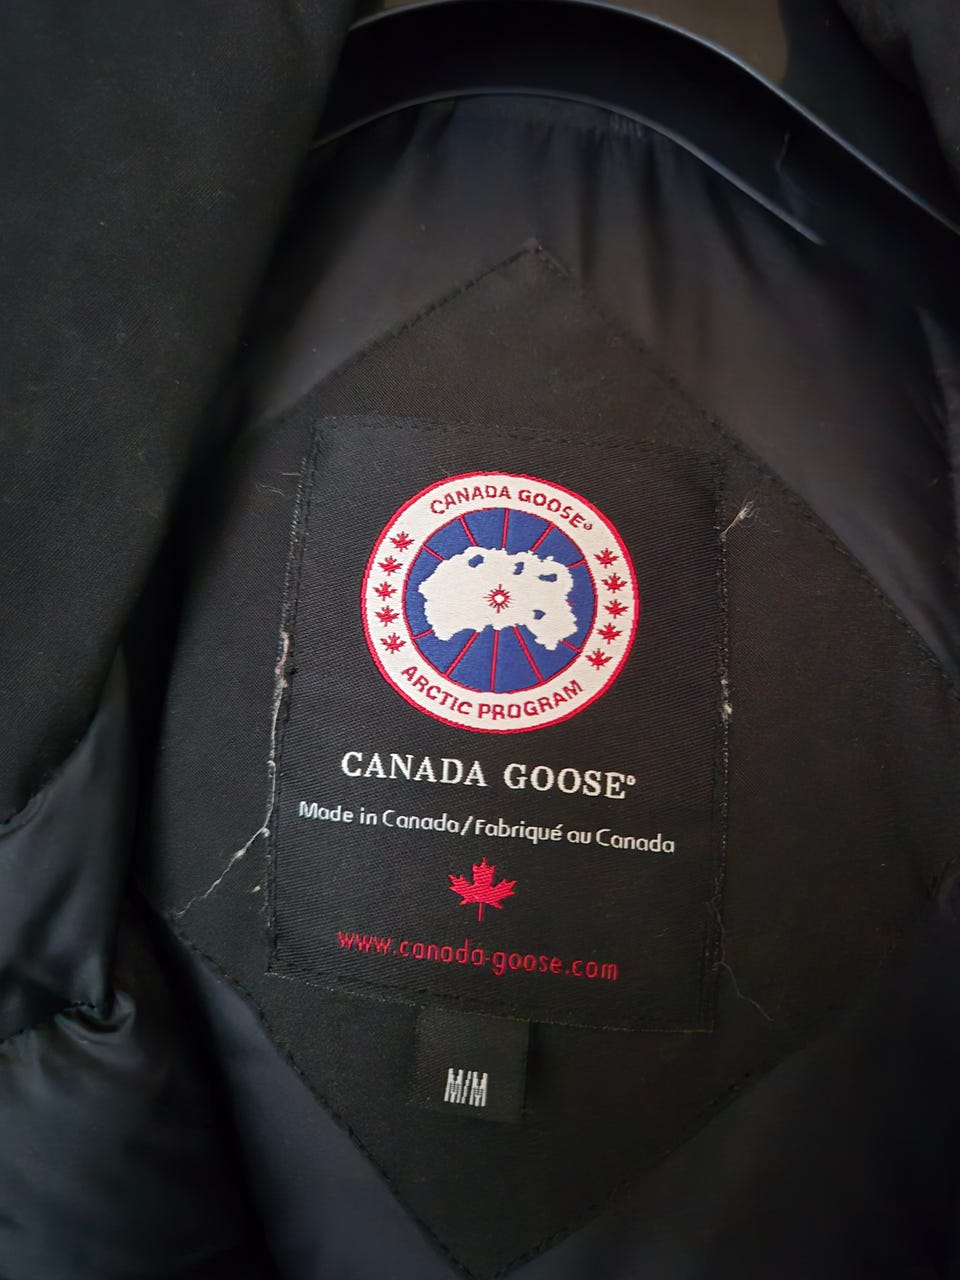 CANADA GOOSE®
ARCTIC PROGRAM
CANADA GOOSE®
Made in Canada/Fabriqué au Canada
www.canada-goose.com
M/M